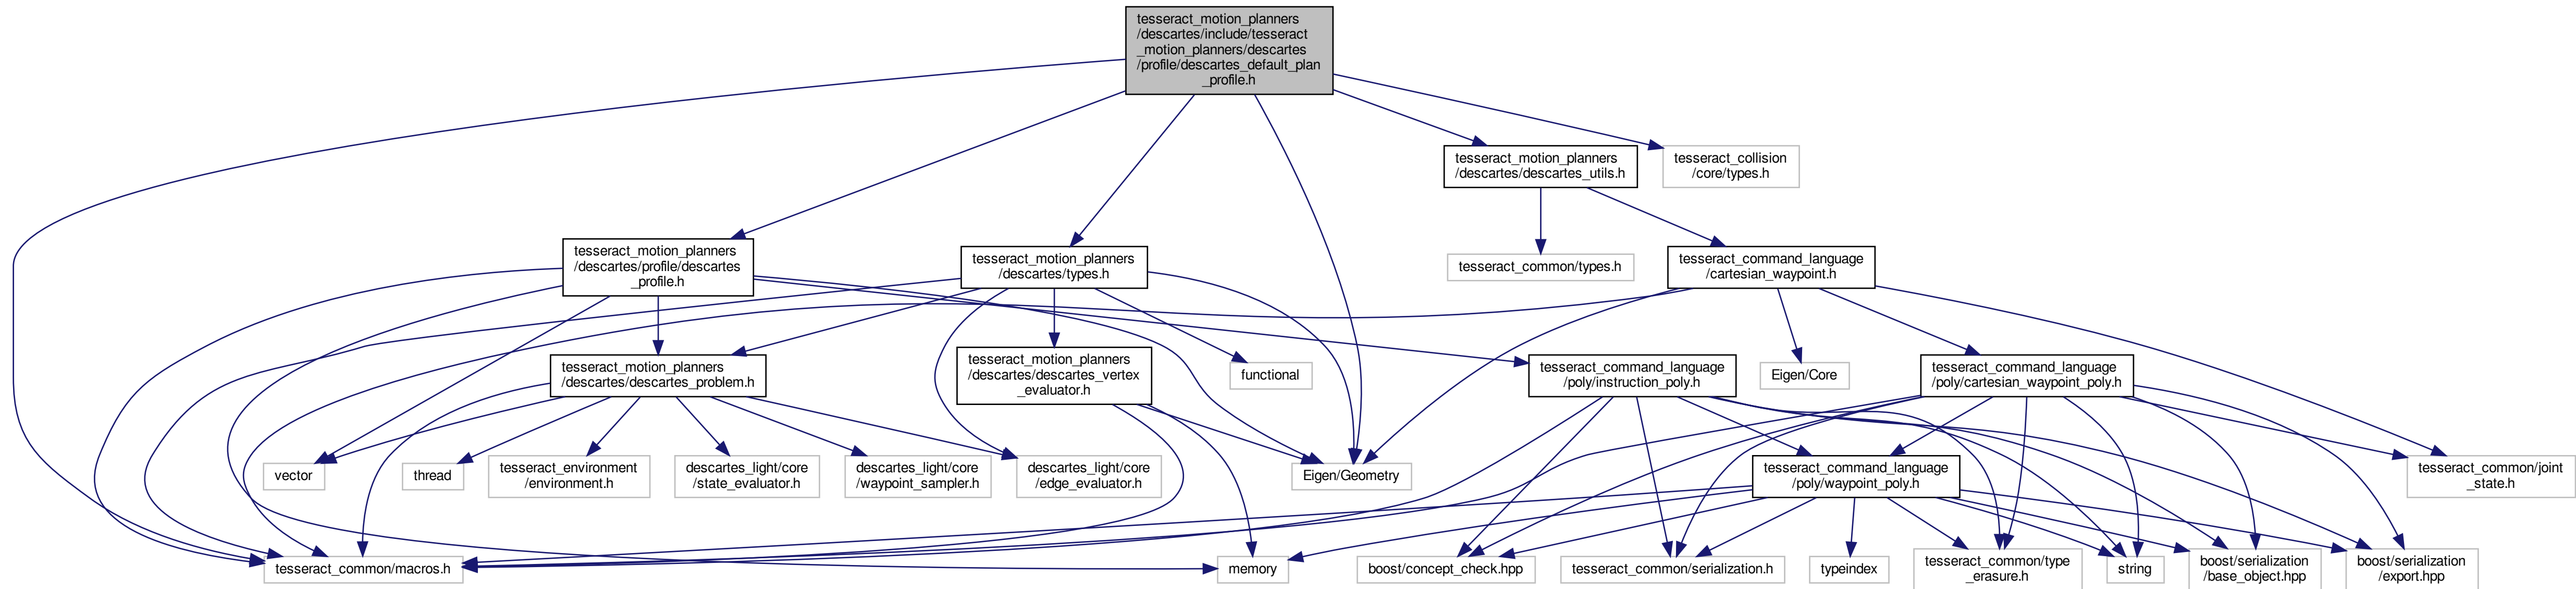 tesseract_motion_planners
/descartes/include/tesseract
_motion_planners/descartes
/profile/descartes_default_plan
_profile.h
tesseract_motion_planners
/descartes/descartes_utils.h
tesseract_collision
/core/types.h
tesseract_motion_planners
/descartes/profile/descartes
_profile.h
tesseract_motion_planners
/descartes/types.h
tesseract_common/types.h
tesseract_command_language
/cartesian_waypoint.h
tesseract_motion_planners
/descartes/descartes_problem.h
tesseract_motion_planners
/descartes/descartes_vertex
_evaluator.h
functional
tesseract_command_language
/poly/instruction_poly.h
Eigen/Core
tesseract_command_language
/poly/cartesian_waypoint_poly.h
vector
thread
tesseract_environment
/environment.h
descartes_light/core
/state_evaluator.h
descartes_light/core
/waypoint_sampler.h
descartes_light/core
/edge_evaluator.h
Eigen/Geometry
tesseract_command_language
/poly/waypoint_poly.h
tesseract_common/joint
_state.h
tesseract_common/macros.h
memory
boost/concept_check.hpp
tesseract_common/serialization.h
typeindex
tesseract_common/type
_erasure.h
string
boost/serialization
/base_object.hpp
boost/serialization
/export.hpp